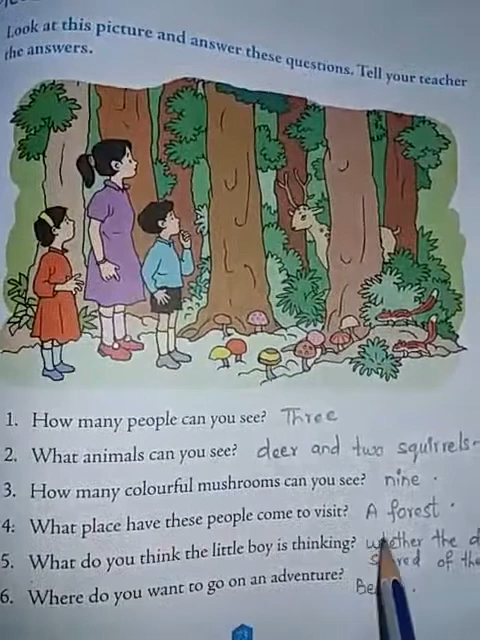 Look at this picture and answer these questions. Tell your teacher
the answers.
1. How many people can you see? Three
2. What animals can you see? deer and two squirrels-
3. How many colourful mushrooms can you see? nine .
4: What place have these people come to visit? A forest .
5. What do you think the little boy is thinking? whether the
of the
6. Where do you want to go on an adventure?